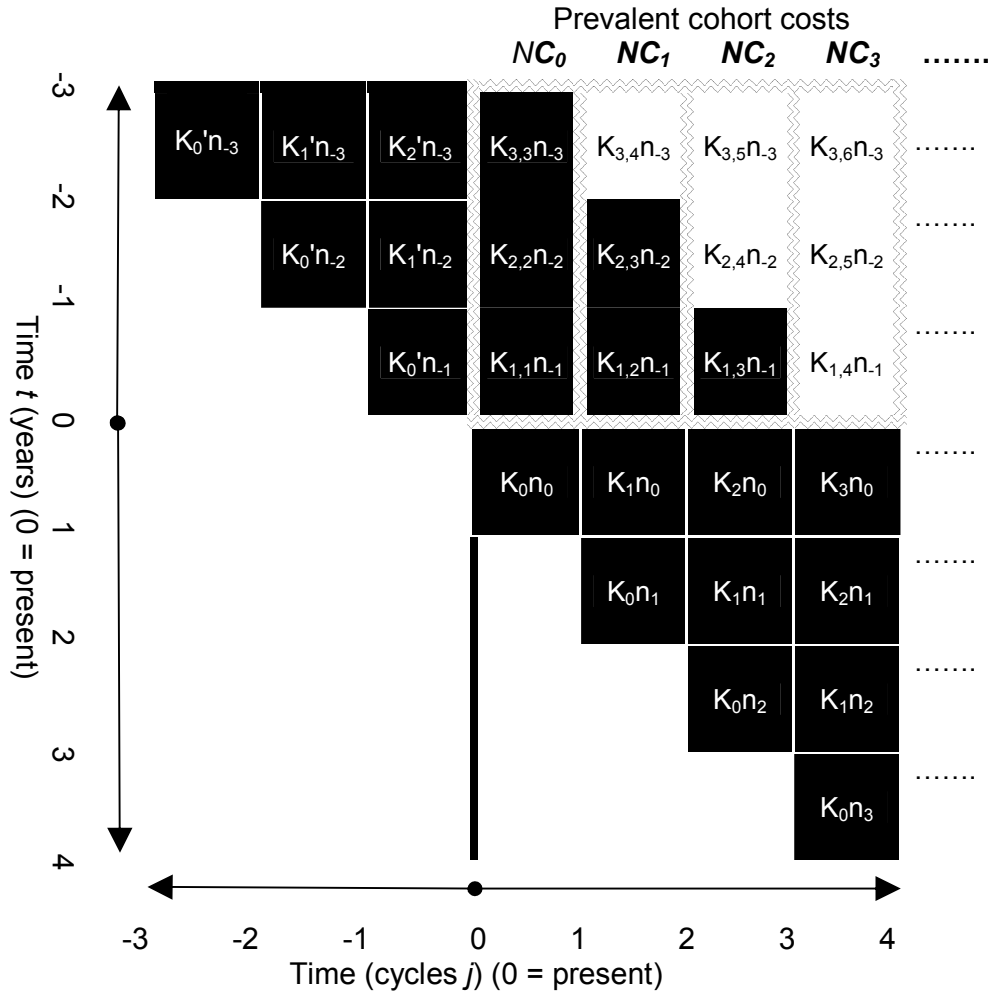 Prevalent cohort costs
NC₀ NC₁ NC₂ NC₃ .......
-3
K₀'n₋₃ K₁'n₋₃ K₂'n₋₃ K₃,₃n₋₃ K₃,₄n₋₃ K₃,₅n₋₃ K₃,₆n₋₃ .......
-2
K₀'n₋₂ K₁'n₋₂ K₂,₂n₋₂ K₂,₃n₋₂ K₂,₄n₋₂ K₂,₅n₋₂ .......
-1
K₀'n₋₁ K₁,₁n₋₁ K₁,₂n₋₁ K₁,₃n₋₁ K₁,₄n₋₁ .......
0
K₀n₀ K₁n₀ K₂n₀ K₃n₀ .......
1
K₀n₁ K₁n₁ K₂n₁ .......
2
K₀n₂ K₁n₂ .......
3
K₀n₃ .......
4
Time t (years) (0 = present)
-3 -2 -1 0 1 2 3 4
Time (cycles j) (0 = present)